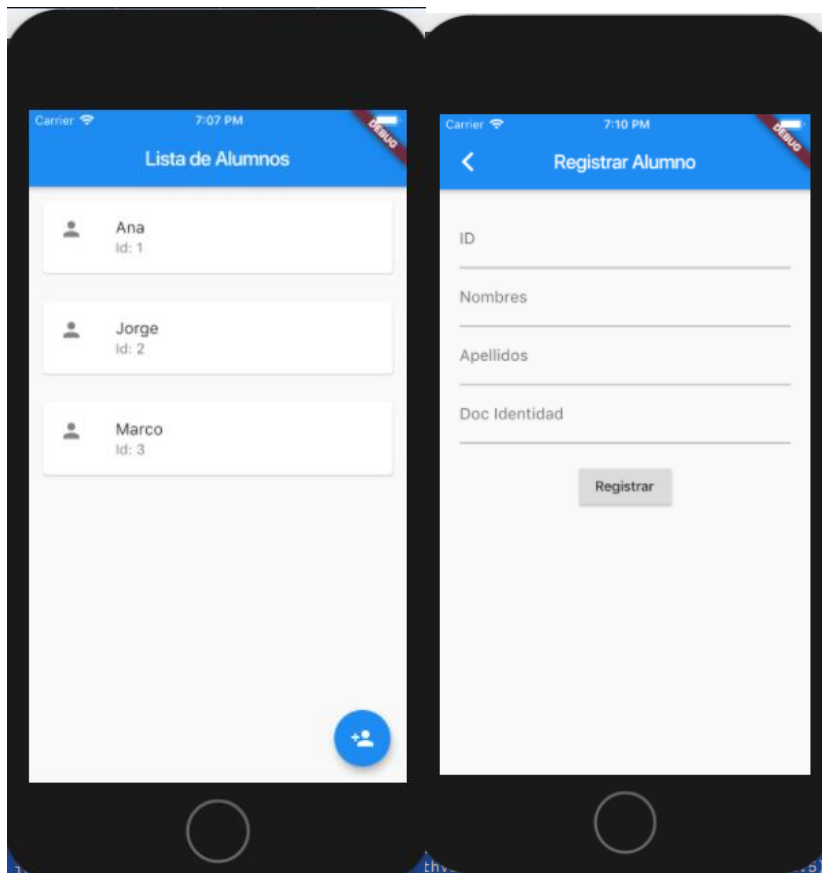 Carrier
7:07 PM
DEBUG
Lista de Alumnos
Ana
Id: 1
Jorge
Id: 2
Marco
Id: 3
Carrier
7:10 PM
DEBUG
Registrar Alumno
ID
Nombres
Apellidos
Doc Identidad
Registrar